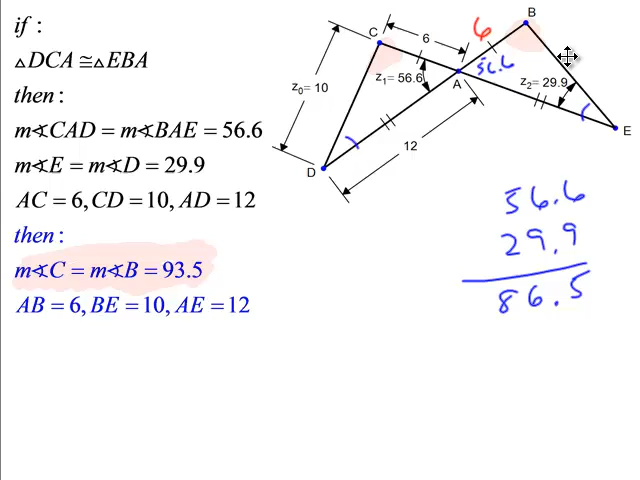 if :
△DCA ≅ △EBA
then :
m∢CAD = m∢BAE = 56.6
m∢E = m∢D = 29.9
AC = 6, CD = 10, AD = 12
then :
m∢C = m∢B = 93.5
AB = 6, BE = 10, AE = 12
B
C
6
6
z₀= 10
z₁= 56.6
56.6
A
z₂= 29.9
E
12
D
56.6
29.9
86.5